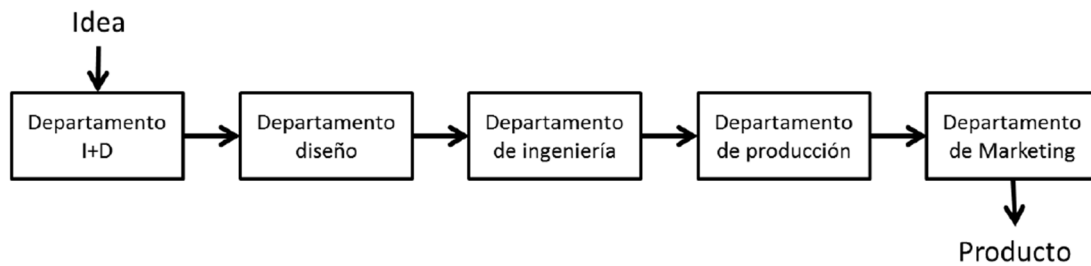 Idea
Departamento
I+D
Departamento
diseño
Departamento
de ingeniería
Departamento
de producción
Departamento
de Marketing
Producto